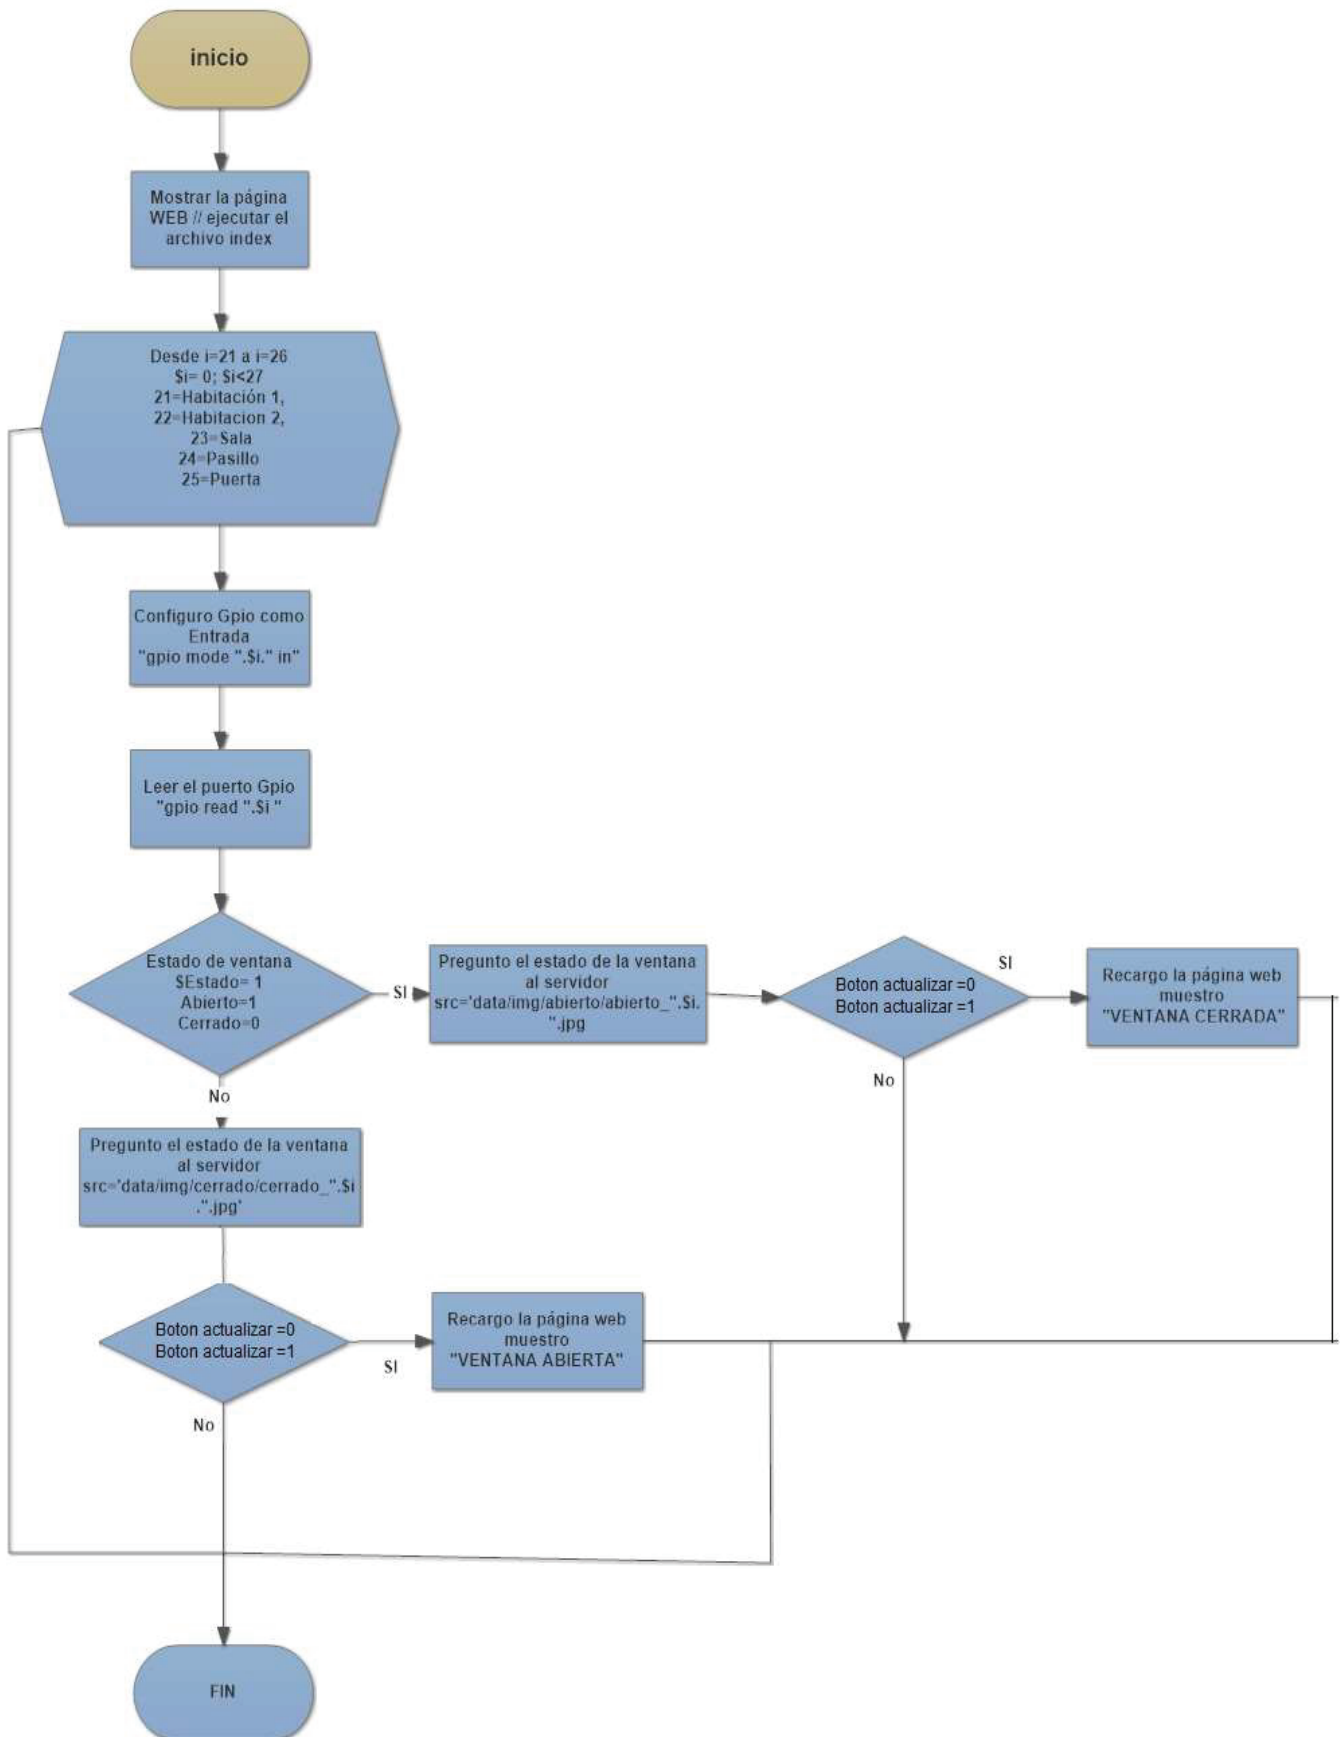 inicio
Mostrar la página
WEB // ejecutar el
archivo index
Desde i=21 a i=26
$i= 0; $i<27
21=Habitación 1,
22=Habitacion 2,
23=Sala
24=Pasillo
25=Puerta
Configuro Gpio como
Entrada
"gpio mode ".$i." in"
Leer el puerto Gpio
"gpio read ".$i "
Estado de ventana
$Estado= 1
Abierto=1
Cerrado=0
SI
Pregunto el estado de la ventana
al servidor
src='data/img/abierto/abierto_".$i.
".jpg
Boton actualizar =0
Boton actualizar =1
SI
Recargo la página web
muestro
"VENTANA CERRADA"
No
No
Pregunto el estado de la ventana
al servidor
src='data/img/cerrado/cerrado_".$i
.".jpg'
Boton actualizar =0
Boton actualizar =1
SI
Recargo la página web
muestro
"VENTANA ABIERTA"
No
FIN